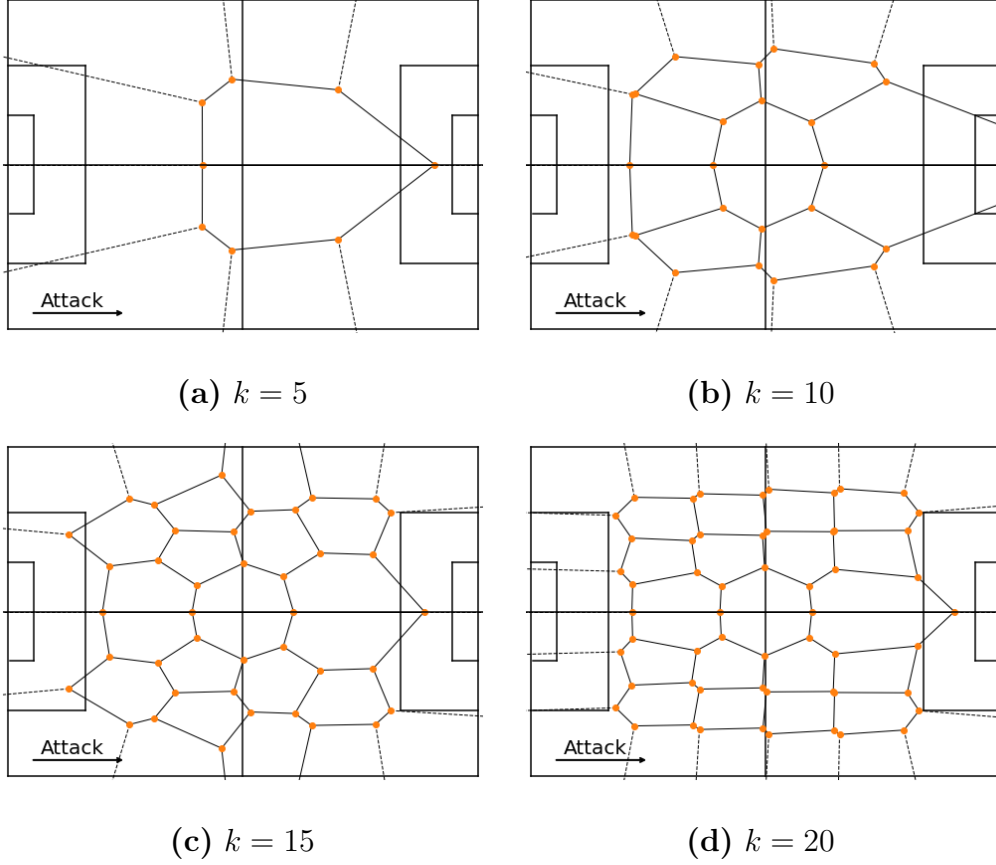 Attack
Attack
(a) k = 5
(b) k = 10
Attack
Attack
(c) k = 15
(d) k = 20